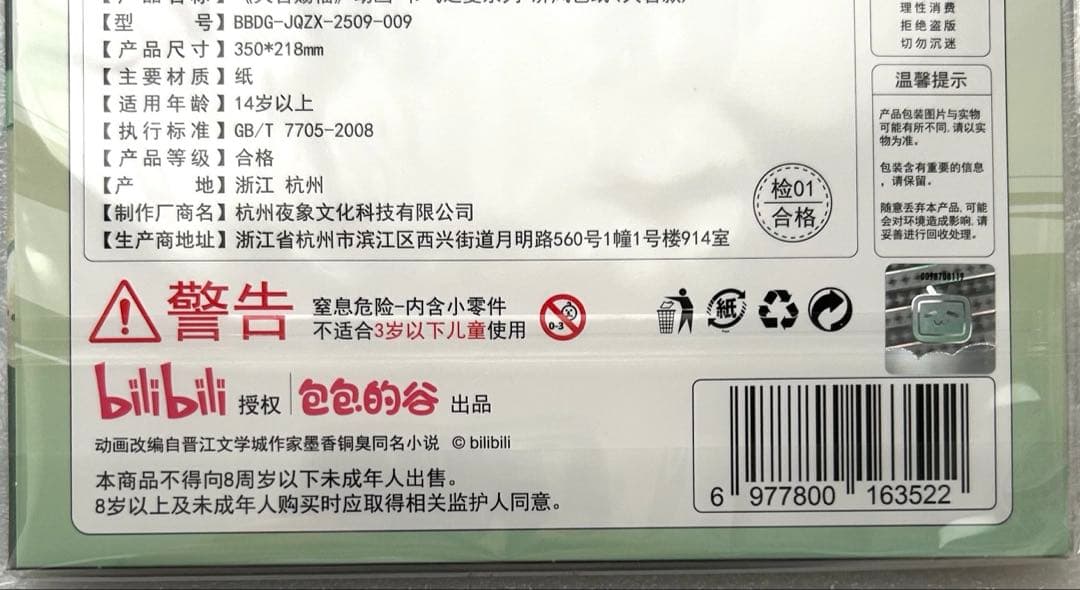 【型 号】BBDG-JQZX-2509-009
【产品尺寸】350*218mm
【主要材质】纸
【适用年龄】14岁以上
【执行标准】GB/T 7705-2008
【产品等级】合格
【产 地】浙江 杭州
【制作厂商名】杭州夜象文化科技有限公司
【生产商地址】浙江省杭州市滨江区西兴街道月明路560号1幢1号楼914室
检01
合格
理性消费
拒绝盗版
切勿沉迷
温馨提示
产品包装图片与实物
可能有所不同,请以实
物为准。
包装含有重要的信息
,请保留。
随意丢弃本产品,可能
会对环境造成影响,请
妥善进行回收处理。
警告
窒息危险-内含小零件
不适合3岁以下儿童使用
0-3
紙
bilibili 授权 包包的谷 出品
动画改编自晋江文学城作家墨香铜臭同名小说 © bilibili
本商品不得向8周岁以下未成年人出售。
8岁以上及未成年人购买时应取得相关监护人同意。
6 977800 163522